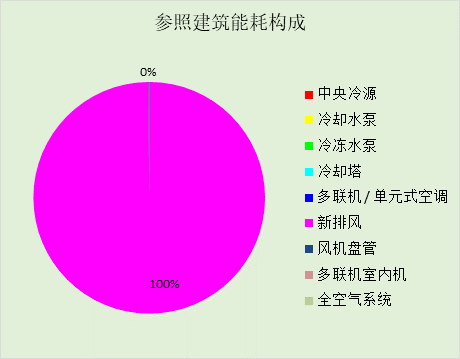 参照建筑能耗构成
0%
100%
中央冷源
冷却水泵
冷冻水泵
冷却塔
多联机/单元式空调
新排风
风机盘管
多联机室内机
全空气系统